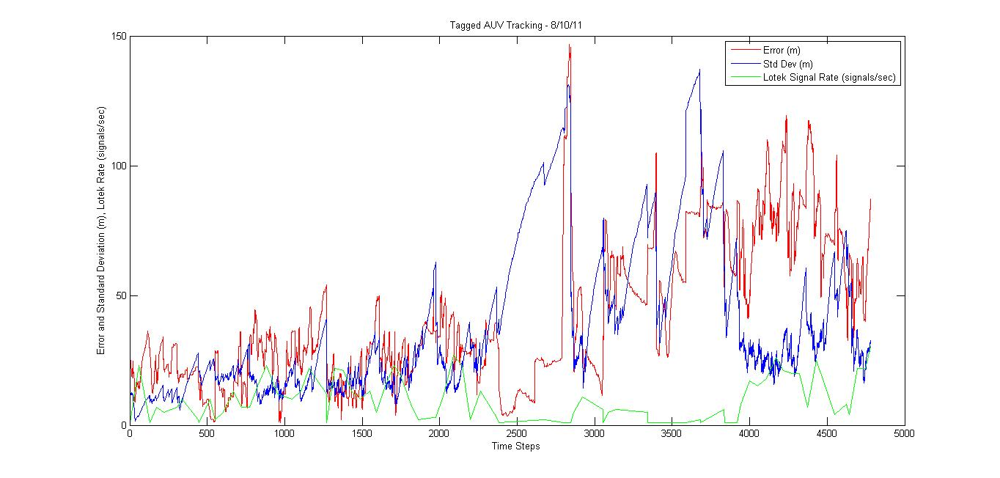 Tagged AUV Tracking - 8/10/11
Error (m)
Std Dev (m)
Lotek Signal Rate (signals/sec)
Error and Standard Deviation (m), Lotek Rate (signals/sec)
150
100
50
0
0 500 1000 1500 2000 2500 3000 3500 4000 4500 5000
Time Steps